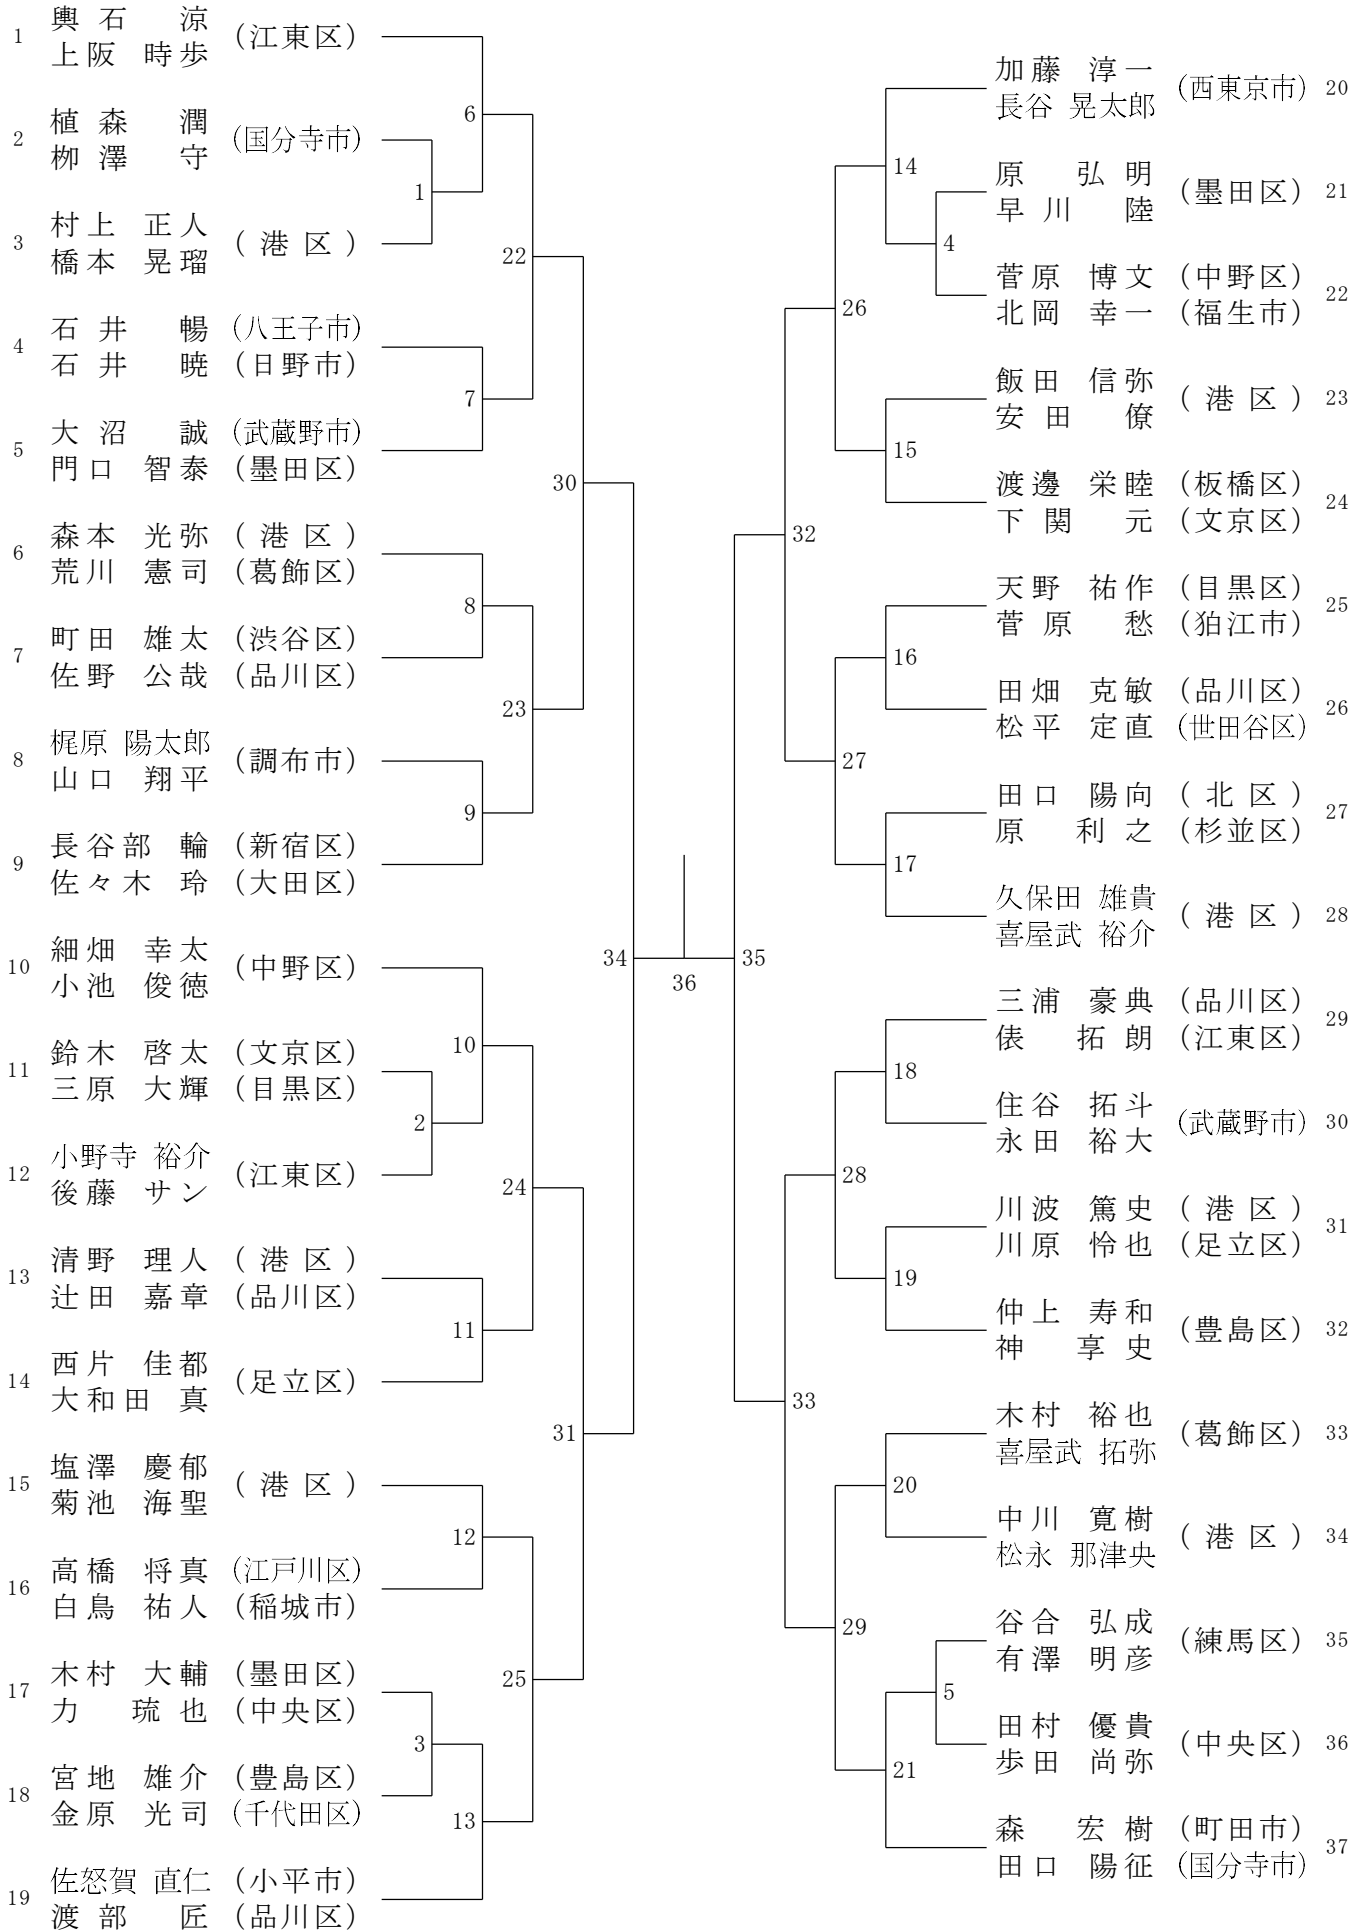 1 輿石 涼 (江東区)
上阪 時歩
2 植森 潤 (国分寺市)
栁澤 守
3 村上 正人 (港区)
橋本 晃瑠
4 石井 暢 (八王子市)
石井 暁 (日野市)
5 大沼 誠 (武蔵野市)
門口 智泰 (墨田区)
6 森本 光弥 (港区)
荒川 憲司 (葛飾区)
7 町田 雄太 (渋谷区)
佐野 公哉 (品川区)
8 梶原 陽太郎 (調布市)
山口 翔平
9 長谷部 輪 (新宿区)
佐々木 玲 (大田区)
10 細畑 幸太 (中野区)
小池 俊徳
11 鈴木 啓太 (文京区)
三原 大輝 (目黒区)
12 小野寺 裕介 (江東区)
後藤 サン
13 清野 理人 (港区)
辻田 嘉章 (品川区)
14 西片 佳都 (足立区)
大和田 真
15 塩澤 慶郁 (港区)
菊池 海聖
16 高橋 将真 (江戸川区)
白鳥 祐人 (稲城市)
17 木村 大輔 (墨田区)
力 琉也 (中央区)
18 宮地 雄介 (豊島区)
金原 光司 (千代田区)
19 佐怒賀 直仁 (小平市)
渡部 匠 (品川区)
6
1
22
7
30
8
23
9
34
10
2
24
11
31
12
25
3
13
36
35
14
4
26
15
32
16
27
17
18
28
19
33
20
29
5
21
加藤 淳一 (西東京市) 20
長谷 晃太郎
原 弘明 (墨田区) 21
早川 陸
菅原 博文 (中野区) 22
北岡 幸一 (福生市)
飯田 信弥 (港区) 23
安田 僚
渡邊 栄睦 (板橋区) 24
下関 元 (文京区)
天野 祐作 (目黒区) 25
菅原 愁 (狛江市)
田畑 克敏 (品川区) 26
松平 定直 (世田谷区)
田口 陽向 (北区) 27
原 利之 (杉並区)
久保田 雄貴 (港区) 28
喜屋武 裕介
三浦 豪典 (品川区) 29
俵 拓朗 (江東区)
住谷 拓斗 (武蔵野市) 30
永田 裕大
川波 篤史 (港区) 31
川原 怜也 (足立区)
仲上 寿和 (豊島区) 32
神 享史
木村 裕也 (葛飾区) 33
喜屋武 拓弥
中川 寛樹 (港区) 34
松永 那津央
谷合 弘成 (練馬区) 35
有澤 明彦
田村 優貴 (中央区) 36
歩田 尚弥
森 宏樹 (町田市) 37
田口 陽征 (国分寺市)